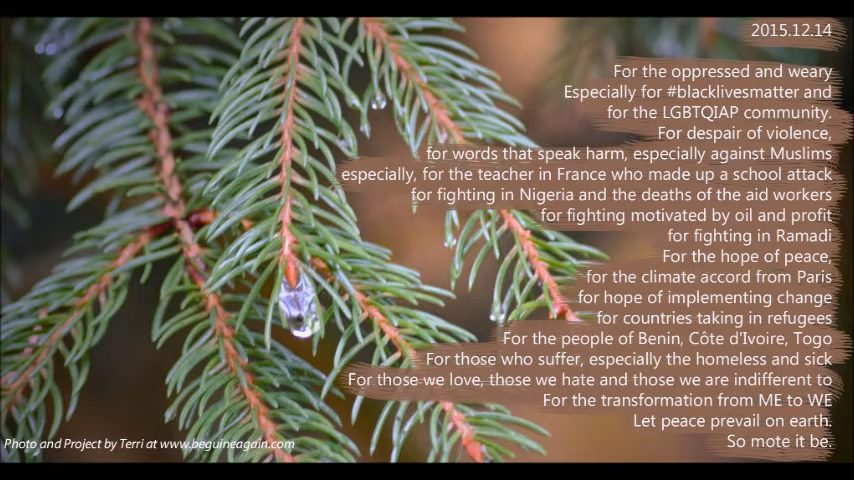 2015.12.14
For the oppressed and weary
Especially for #blacklivesmatter and
for the LGBTQIAP community.
For despair of violence,
for words that speak harm, especially against Muslims
especially, for the teacher in France who made up a school attack
for fighting in Nigeria and the deaths of the aid workers
for fighting motivated by oil and profit
for fighting in Ramadi
For the hope of peace,
for the climate accord from Paris
for hope of implementing change
for countries taking in refugees
For the people of Benin, Côte d'Ivoire, Togo
For those who suffer, especially the homeless and sick
For those we love, those we hate and those we are indifferent to
For the transformation from ME to WE
Let peace prevail on earth.
So mote it be.
Photo and Project by Terri at www.beguineagain.com